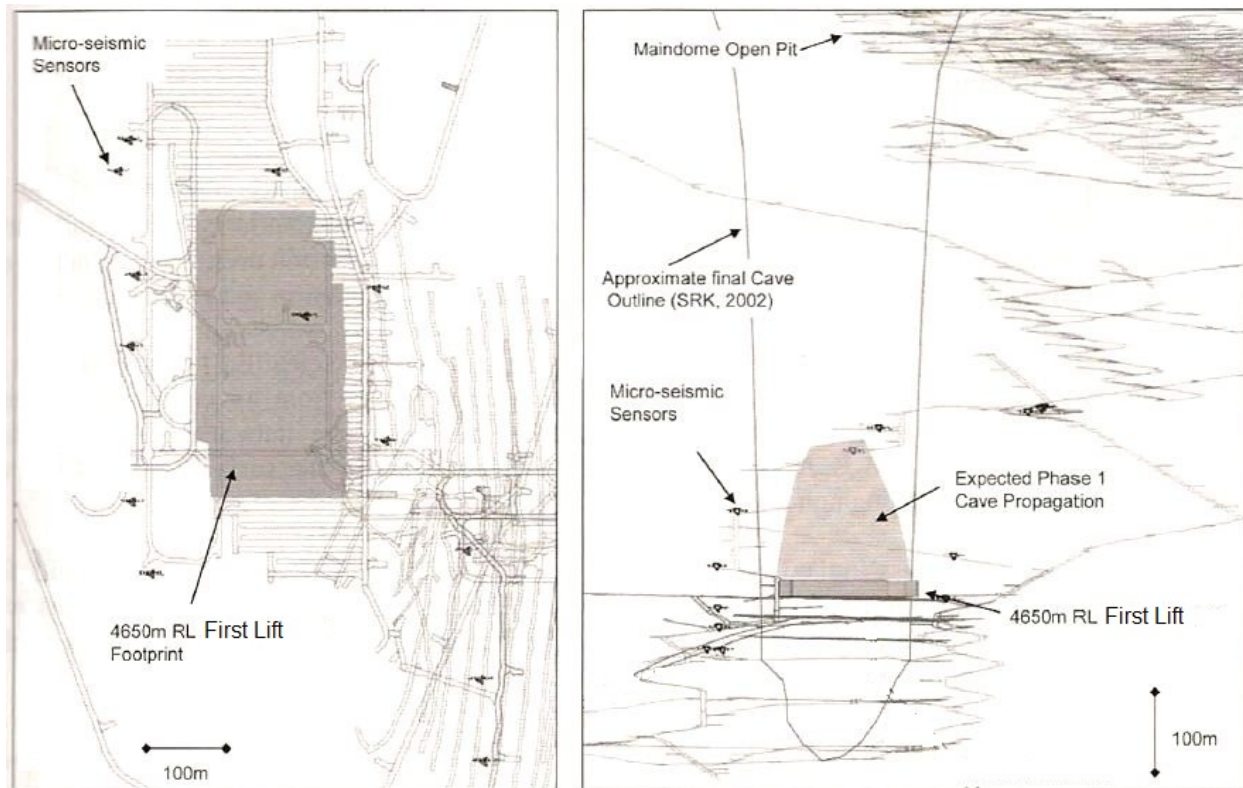 Micro-seismic
Sensors
4650m RL First Lift
Footprint
100m
Maindome Open Pit
Approximate final Cave
Outline (SRK, 2002)
Micro-seismic
Sensors
Expected Phase 1
Cave Propagation
4650m RL First Lift
100m